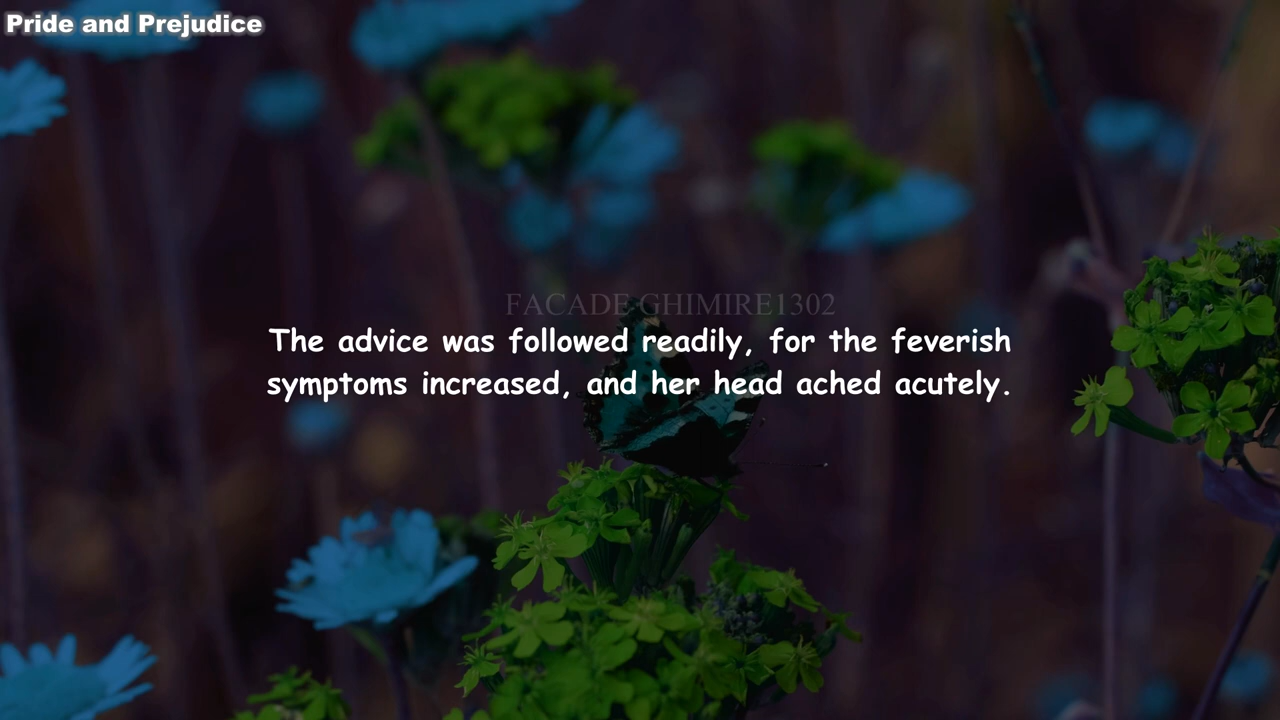 Pride and Prejudice
FACADE GHIMIRE1302
The advice was followed readily, for the feverish
symptoms increased, and her head ached acutely.